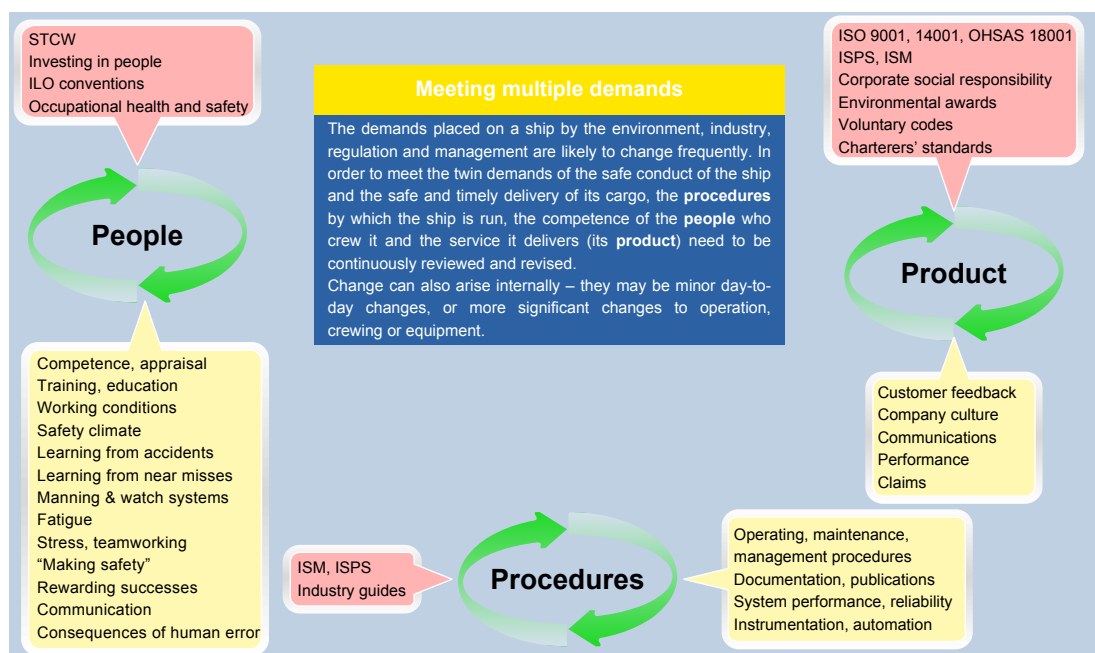 STCW
Investing in people
ILO conventions
Occupational health and safety
People
Competence, appraisal
Training, education
Working conditions
Safety climate
Learning from accidents
Learning from near misses
Manning & watch systems
Fatigue
Stress, teamworking
“Making safety”
Rewarding successes
Communication
Consequences of human error
Meeting multiple demands
The demands placed on a ship by the environment, industry,
regulation and management are likely to change frequently. In
order to meet the twin demands of the safe conduct of the ship
and the safe and timely delivery of its cargo, the procedures
by which the ship is run, the competence of the people who
crew it and the service it delivers (its product) need to be
continuously reviewed and revised.
Change can also arise internally – they may be minor day-to-
day changes, or more significant changes to operation,
crewing or equipment.
ISO 9001, 14001, OHSAS 18001
ISPS, ISM
Corporate social responsibility
Environmental awards
Voluntary codes
Charterers’ standards
Product
Customer feedback
Company culture
Communications
Performance
Claims
ISM, ISPS
Industry guides
Procedures
Operating, maintenance,
management procedures
Documentation, publications
System performance, reliability
Instrumentation, automation